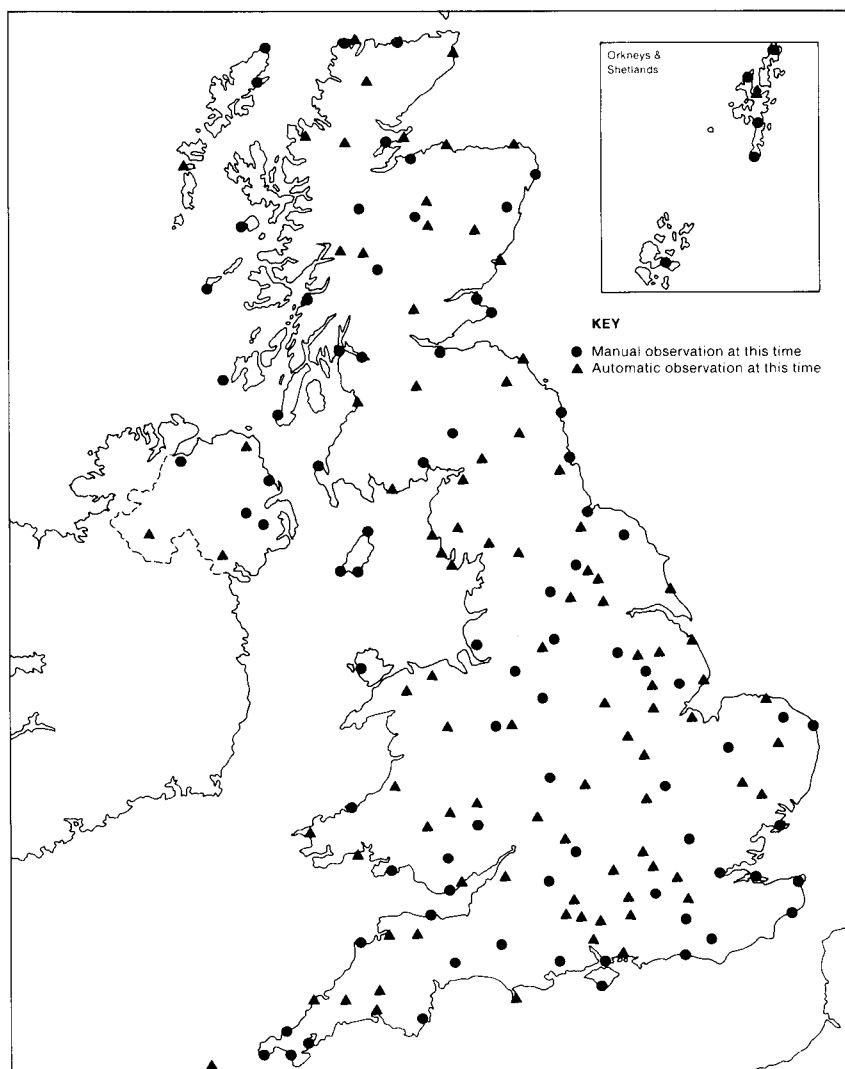 Orkneys &
Shetlands
KEY
Manual observation at this time
Automatic observation at this time